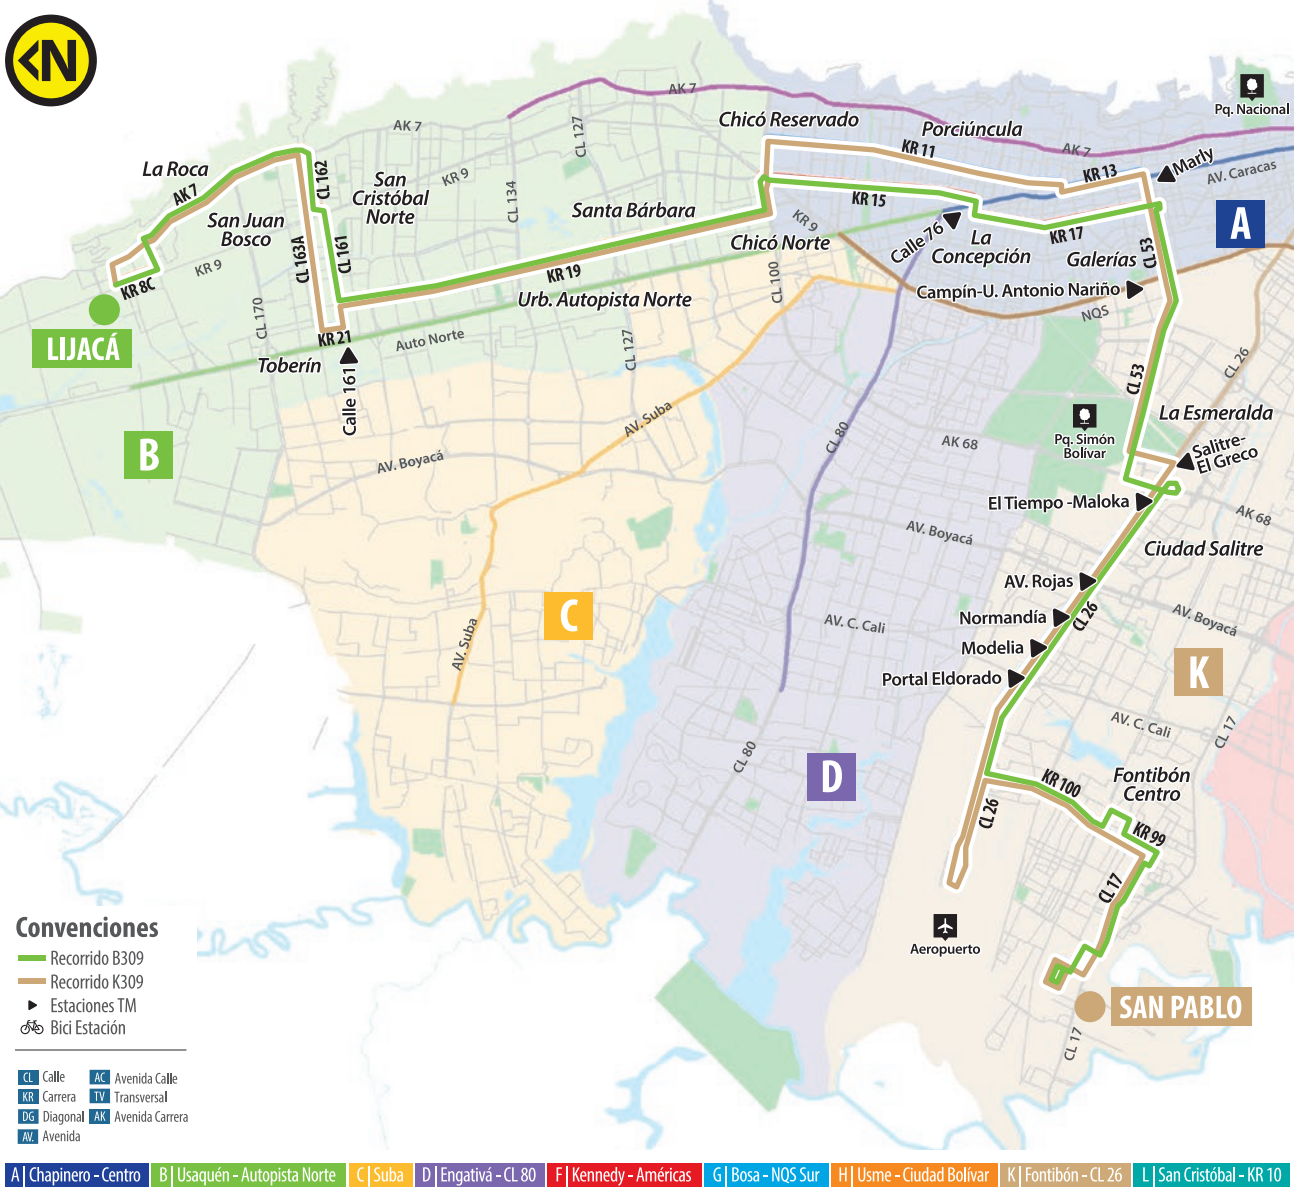 N
AK 7
AK 7
CL 127
Chicó Reservado
Porciúncula
KR 11
AK 7
KR 13
Marly
AV. Caracas
Pq. Nacional
La Roca
AK 7
CL 162
San
Cristóbal
Norte
KR 9
CL 134
San Juan
Bosco
KR 9
CL 163A
CL 161
Santa Bárbara
Chicó Norte
KR 9
KR 15
Calle 76
La
Concepción
KR 17
Galerías
CL 53
A
KR 8C
LIJACÁ
CL 170
KR 19
Urb. Autopista Norte
CL 100
Campín-U. Antonio Nariño
NQS
KR 21
Toberín
Calle 161
Auto Norte
CL 127
CL 26
CL 53
La Esmeralda
AV. Suba
CL 80
AK 68
Pq. Simón
Bolívar
Salitre-
El Greco
B
AV. Boyacá
El Tiempo -Maloka
AK 68
AV. Boyacá
Ciudad Salitre
AV. Rojas
C
AV. Suba
AV. C. Cali
Normandía
CL 26
AV. Boyacá
Modelia
Portal Eldorado
K
AV. C. Cali
CL 17
CL 80
D
KR 100
Fontibón
Centro
CL 26
KR 99
CL 17
Aeropuerto
SAN PABLO
CL 17
Convenciones
Recorrido B309
Recorrido K309
Estaciones TM
Bici Estación
CL Calle
AC Avenida Calle
KR Carrera
TV Transversal
DG Diagonal
AK Avenida Carrera
AV. Avenida
A | Chapinero - Centro
B | Usaquén - Autopista Norte
C | Suba
D | Engativá - CL 80
F | Kennedy - Américas
G | Bosa - NQS Sur
H | Usme - Ciudad Bolívar
K | Fontibón - CL 26
L | San Cristóbal - KR 10